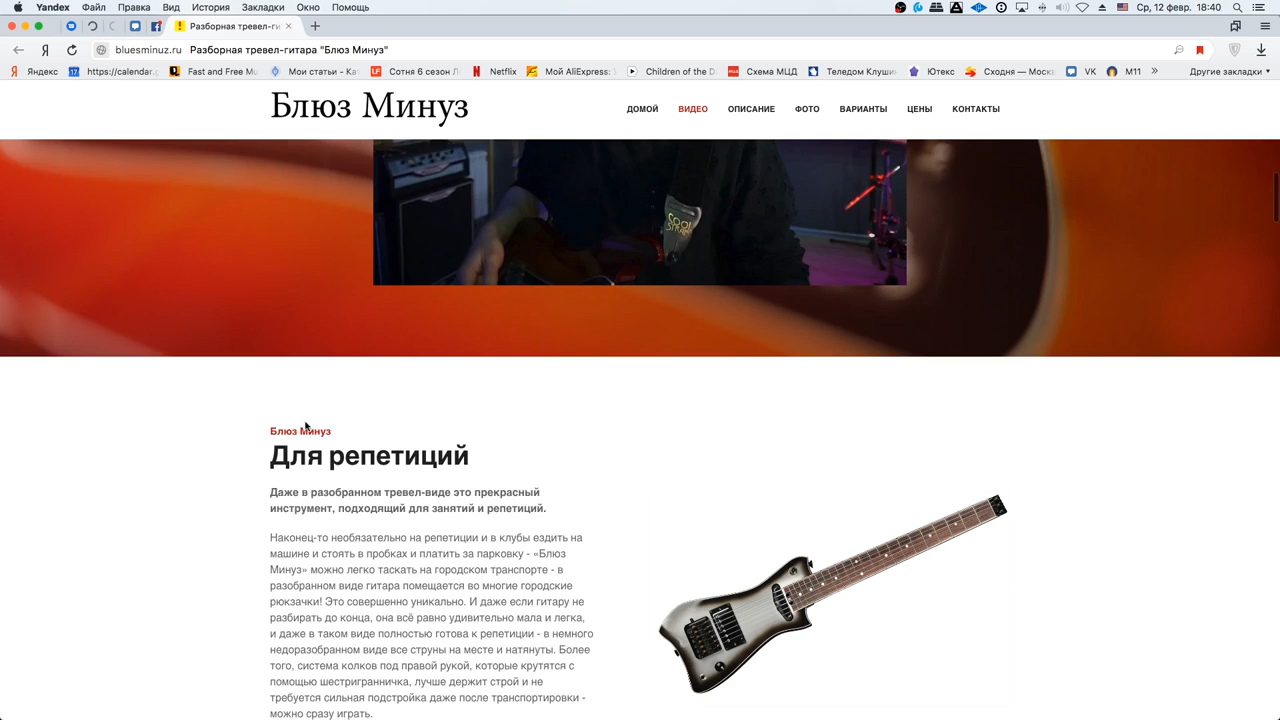 Yandex Файл Правка Вид История Закладки Окно Помощь Ср, 12 февр. 18:40
Разборная тревел-ги
bluesminuz.ru Разборная тревел-гитара "Блюз Минуз"
Яндекс https://calendar. Fast and Free Mu Мои статьи - Ка Сотня 6 сезон Netflix Мой AliExpress: Children of the D Схема МЦД Теледом Клуши Ютекс Сходня — Моск VK М11 » Другие закладки
Блюз Минуз
ДОМОЙ ВИДЕО ОПИСАНИЕ ФОТО ВАРИАНТЫ ЦЕНЫ КОНТАКТЫ
COOL
Блюз Минуз
Для репетиций
Даже в разобранном тревел-виде это прекрасный
инструмент, подходящий для занятий и репетиций.
Наконец-то необязательно на репетиции и в клубы ездить на
машине и стоять в пробках и платить за парковку - «Блюз
Минуз» можно легко таскать на городском транспорте - в
разобранном виде гитара помещается во многие городские
рюкзачки! Это совершенно уникально. И даже если гитару не
разбирать до конца, она всё равно удивительно мала и легка,
и даже в таком виде полностью готова к репетиции - в немного
недоразобранном виде все струны на месте и натянуты. Более
того, система колков под правой рукой, которые крутятся с
помощью шестигранничка, лучше держит строй и не
требуется сильная подстройка даже после транспортировки -
можно сразу играть.